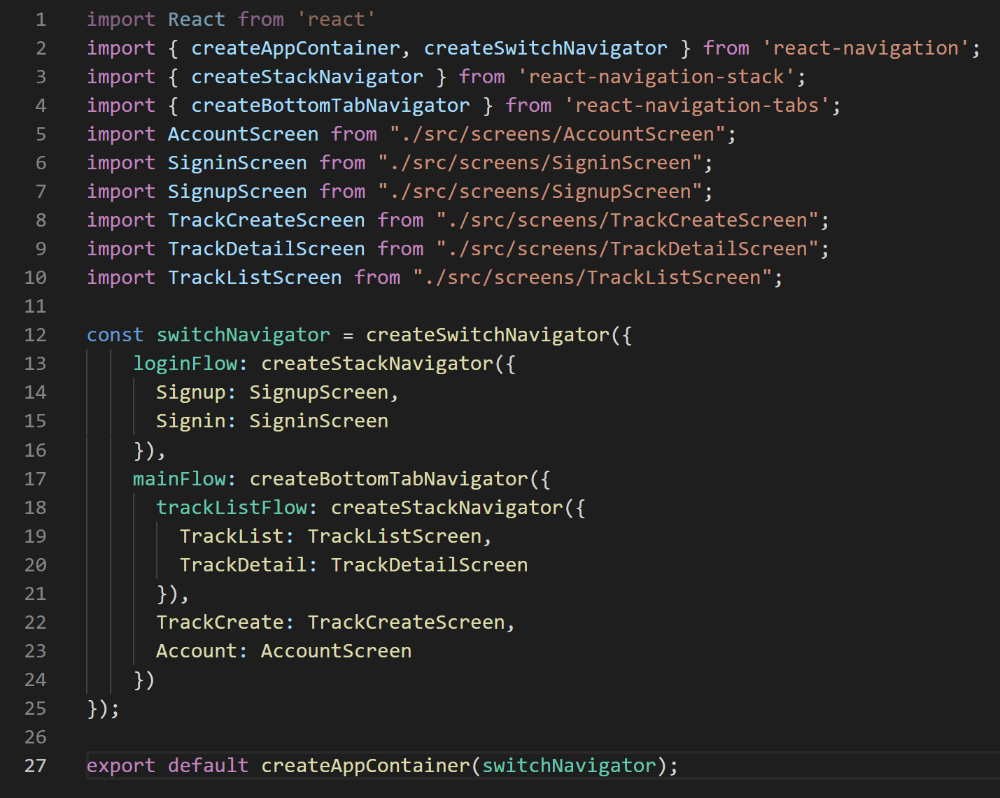 1 import React from 'react'
2 import { createAppContainer, createSwitchNavigator } from 'react-navigation';
3 import { createStackNavigator } from 'react-navigation-stack';
4 import { createBottomTabNavigator } from 'react-navigation-tabs';
5 import AccountScreen from "./src/screens/AccountScreen";
6 import SigninScreen from "./src/screens/SigninScreen";
7 import SignupScreen from "./src/screens/SignupScreen";
8 import TrackCreateScreen from "./src/screens/TrackCreateScreen";
9 import TrackDetailScreen from "./src/screens/TrackDetailScreen";
10 import TrackListScreen from "./src/screens/TrackListScreen";
11
12 const switchNavigator = createSwitchNavigator({
13     loginFlow: createStackNavigator({
14       Signup: SignupScreen,
15       Signin: SigninScreen
16     }),
17     mainFlow: createBottomTabNavigator({
18       trackListFlow: createStackNavigator({
19         TrackList: TrackListScreen,
20         TrackDetail: TrackDetailScreen
21       }),
22       TrackCreate: TrackCreateScreen,
23       Account: AccountScreen
24     })
25 });
26
27 export default createAppContainer(switchNavigator);